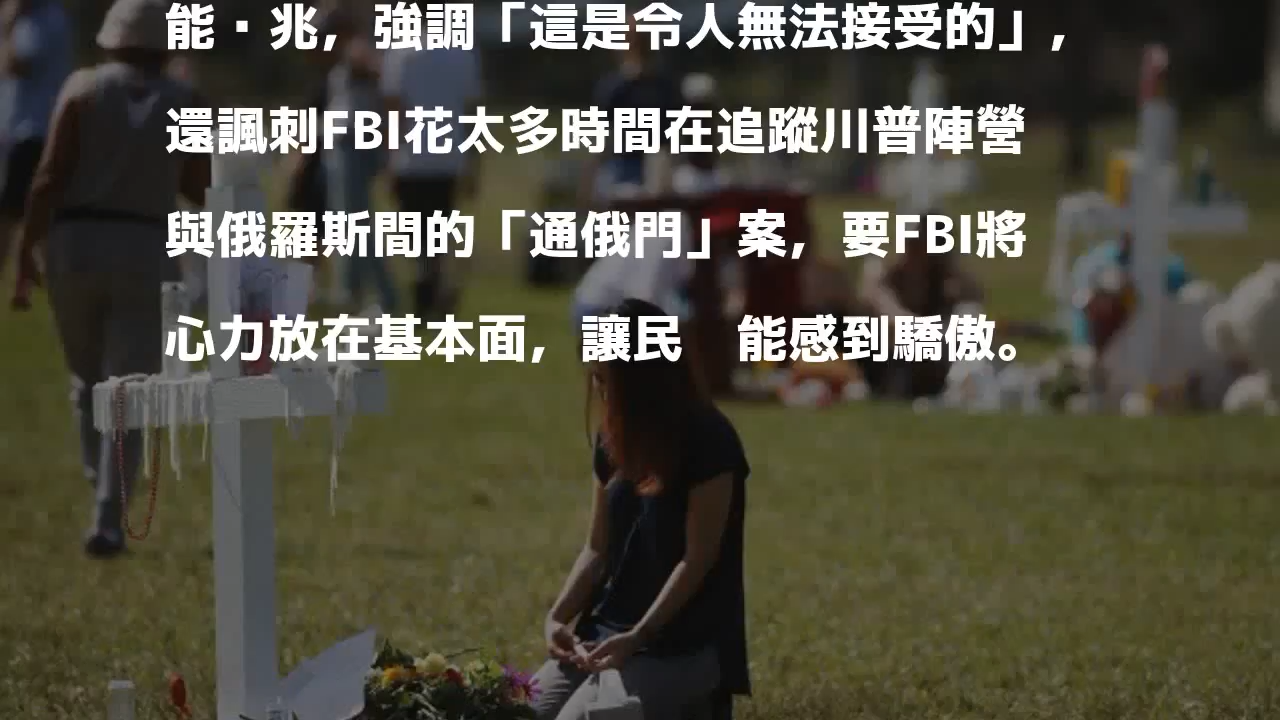 能·兆，強調「這是令人無法接受的」，
還諷刺FBI花太多時間在追蹤川普陣營
與俄羅斯間的「通俄門」案，要FBI將
心力放在基本面，讓民　能感到驕傲。